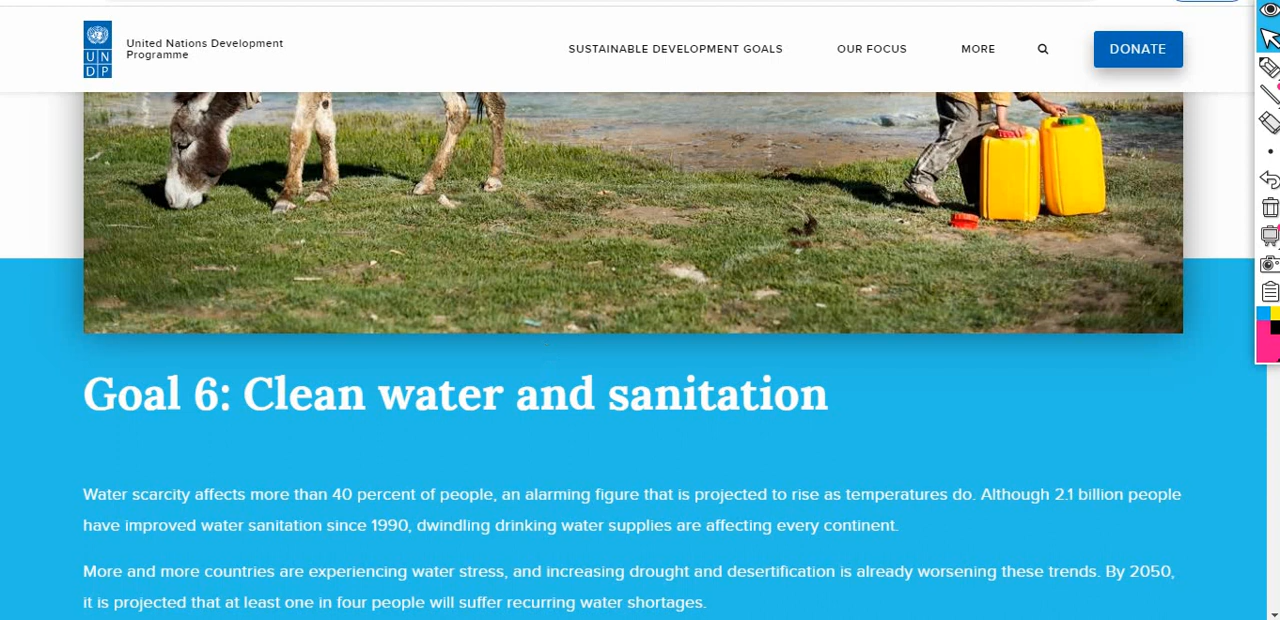 UN
DP
United Nations Development
Programme
SUSTAINABLE DEVELOPMENT GOALS
OUR FOCUS
MORE
DONATE
Goal 6: Clean water and sanitation
Water scarcity affects more than 40 percent of people, an alarming figure that is projected to rise as temperatures do. Although 2.1 billion people
have improved water sanitation since 1990, dwindling drinking water supplies are affecting every continent.
More and more countries are experiencing water stress, and increasing drought and desertification is already worsening these trends. By 2050,
it is projected that at least one in four people will suffer recurring water shortages.